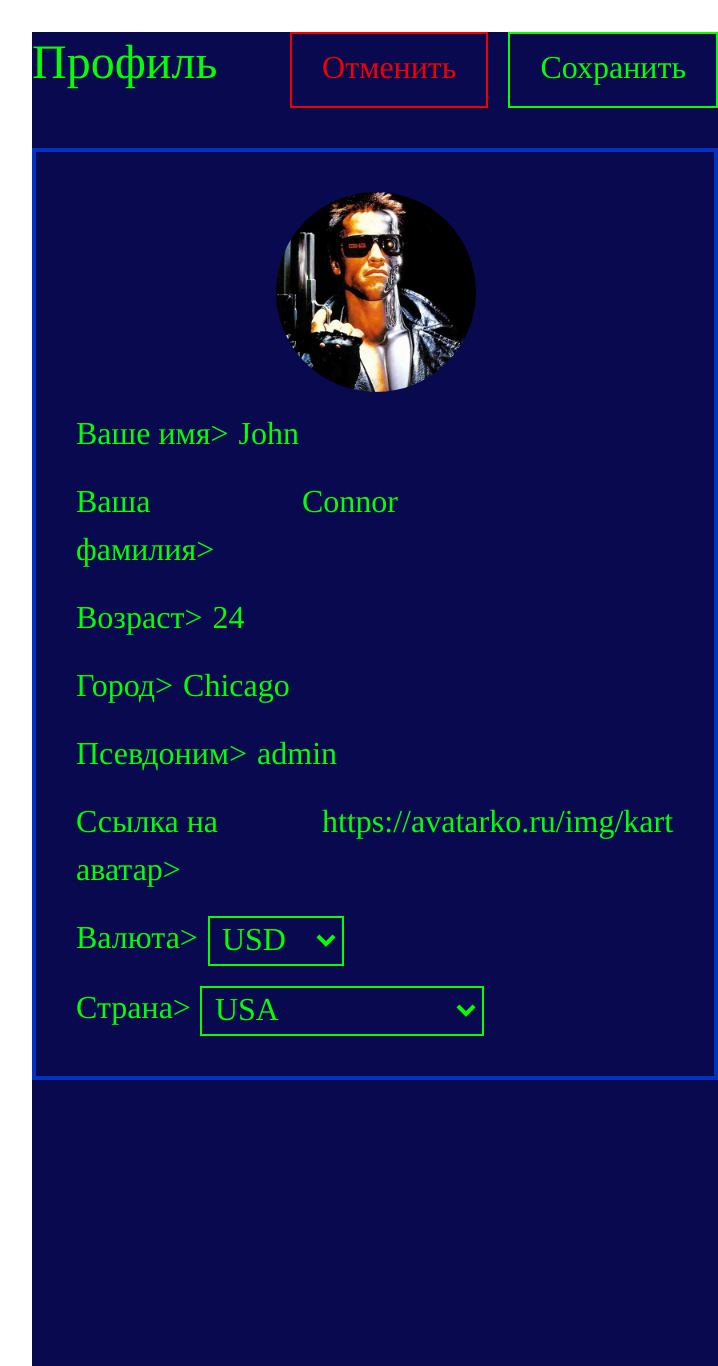 Профиль Отменить Сохранить
Ваше имя> John
Ваша Connor
фамилия>
Возраст> 24
Город> Chicago
Псевдоним> admin
Ссылка на https://avatarko.ru/img/kart
аватар>
Валюта> USD
Страна> USA